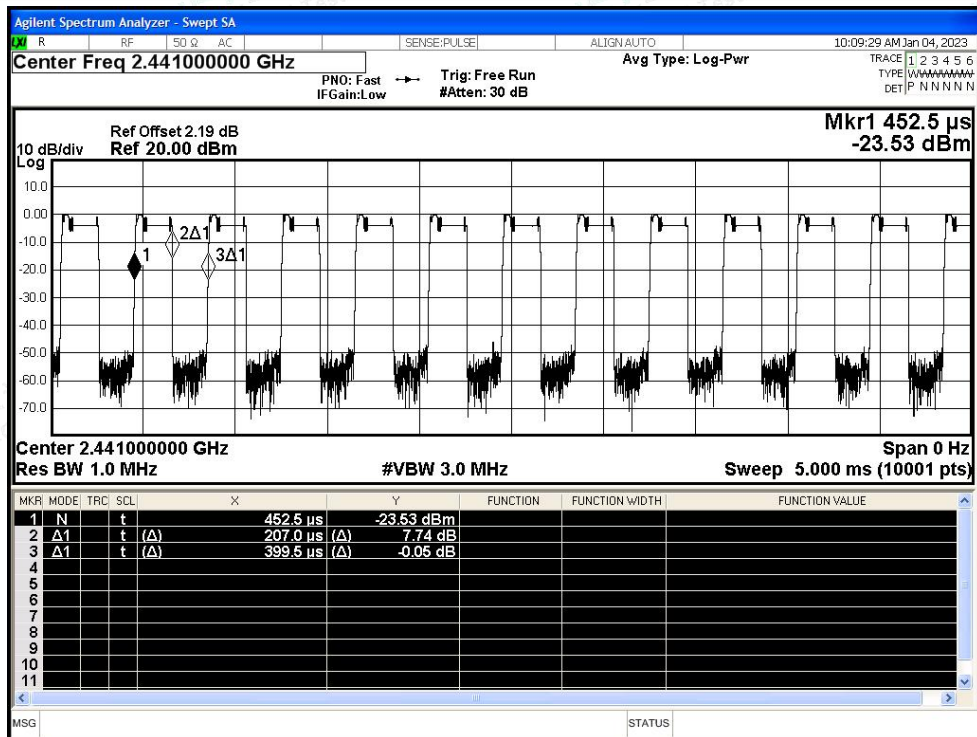 Agilent Spectrum Analyzer - Swept SA
LXI R RF 50 Ω AC SENSE:PULSE ALIGN AUTO 10:09:29 AM Jan 04, 2023
Center Freq 2.441000000 GHz Avg Type: Log-Pwr TRACE 1 2 3 4 5 6
PNO: Fast Trig: Free Run TYPE W
IFGain:Low #Atten: 30 dB DET P N N N N N
Mkr1 452.5 µs
Ref Offset 2.19 dB
10 dB/div Ref 20.00 dBm -23.53 dBm
Log
10.0
0.00
2Δ1
-10.0
1 3Δ1
-20.0
-30.0
-40.0
-50.0
-60.0
-70.0
Center 2.441000000 GHz Span 0 Hz
Res BW 1.0 MHz #VBW 3.0 MHz Sweep 5.000 ms (10001 pts)
MKR MODE TRC SCL X Y FUNCTION FUNCTION WIDTH FUNCTION VALUE
1 N t 452.5 µs -23.53 dBm
2 Δ1 t (Δ) 207.0 µs (Δ) 7.74 dB
3 Δ1 t (Δ) 399.5 µs (Δ) -0.05 dB
4
5
6
7
8
9
10
11
MSG STATUS